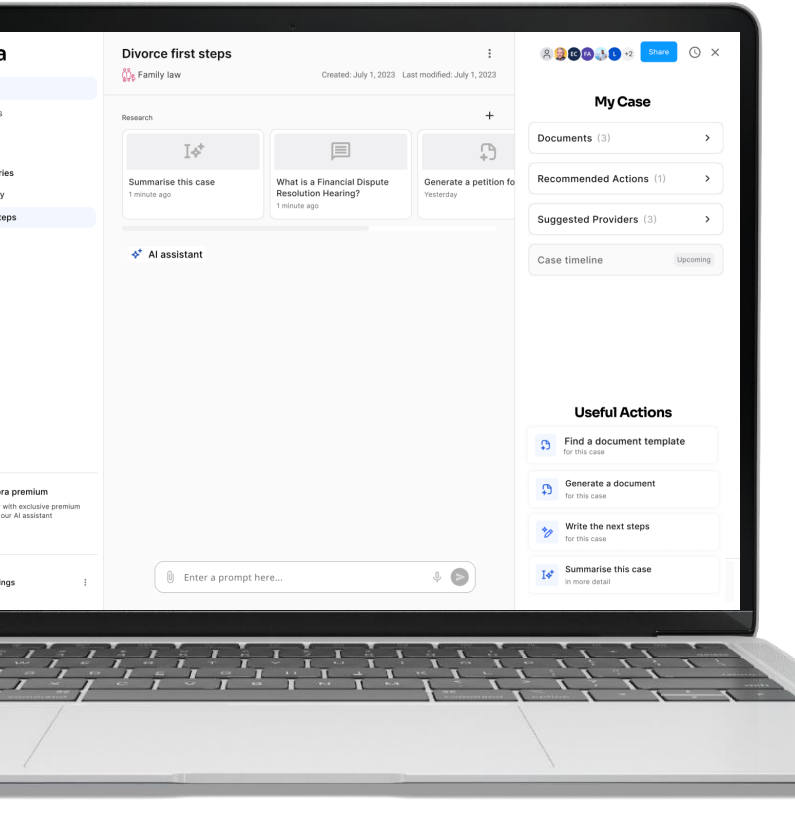 a
s
ries
y
teps
ra premium
with exclusive premium
our AI assistant
ings
Divorce first steps
Family law
Created: July 1, 2023 Last modified: July 1, 2023
Research
+
Summarise this case
1 minute ago
What is a Financial Dispute
Resolution Hearing?
1 minute ago
Generate a petition fo
Yesterday
AI assistant
Enter a prompt here...
EC FA L +2
Share
My Case
Documents (3)
Recommended Actions (1)
Suggested Providers (3)
Case timeline
Upcoming
Useful Actions
Find a document template
for this case
Generate a document
for this case
Write the next steps
for this case
Summarise this case
in more detail